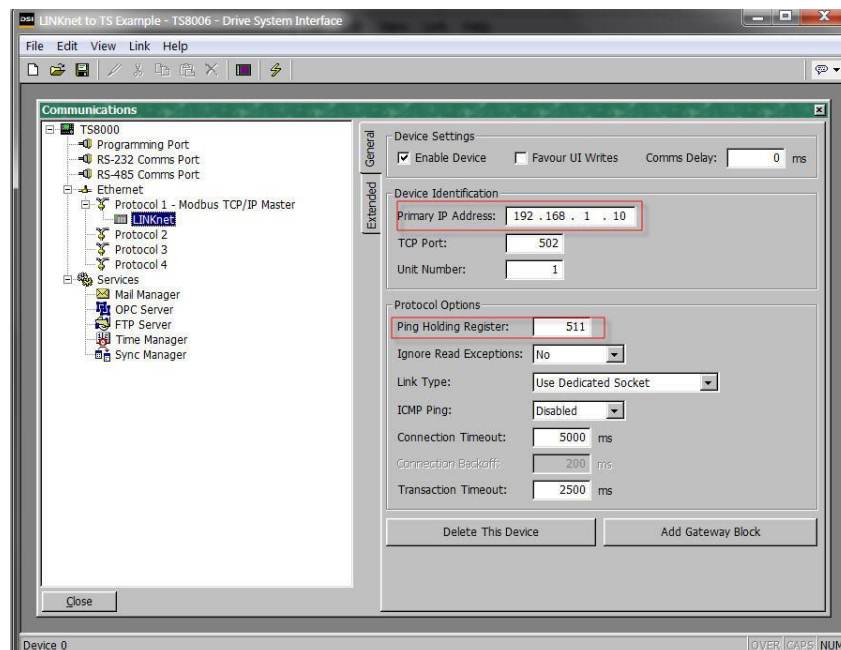 DSI LINKnet to TS Example - TS8006 - Drive System Interface
File Edit View Link Help
Communications
TS8000
Programming Port
RS-232 Comms Port
RS-485 Comms Port
Ethernet
Protocol 1 - Modbus TCP/IP Master
LINKnet
Protocol 2
Protocol 3
Protocol 4
Services
Mail Manager
OPC Server
FTP Server
Time Manager
Sync Manager
Close
General
Extended
Device Settings
Enable Device Favour UI Writes Comms Delay: 0 ms
Device Identification
Primary IP Address: 192 .168 . 1 . 10
TCP Port: 502
Unit Number: 1
Protocol Options
Ping Holding Register: 511
Ignore Read Exceptions: No
Link Type: Use Dedicated Socket
ICMP Ping: Disabled
Connection Timeout: 5000 ms
Connection Backoff: 200 ms
Transaction Timeout: 2500 ms
Delete This Device Add Gateway Block
Device 0 OVER CAPS NUM